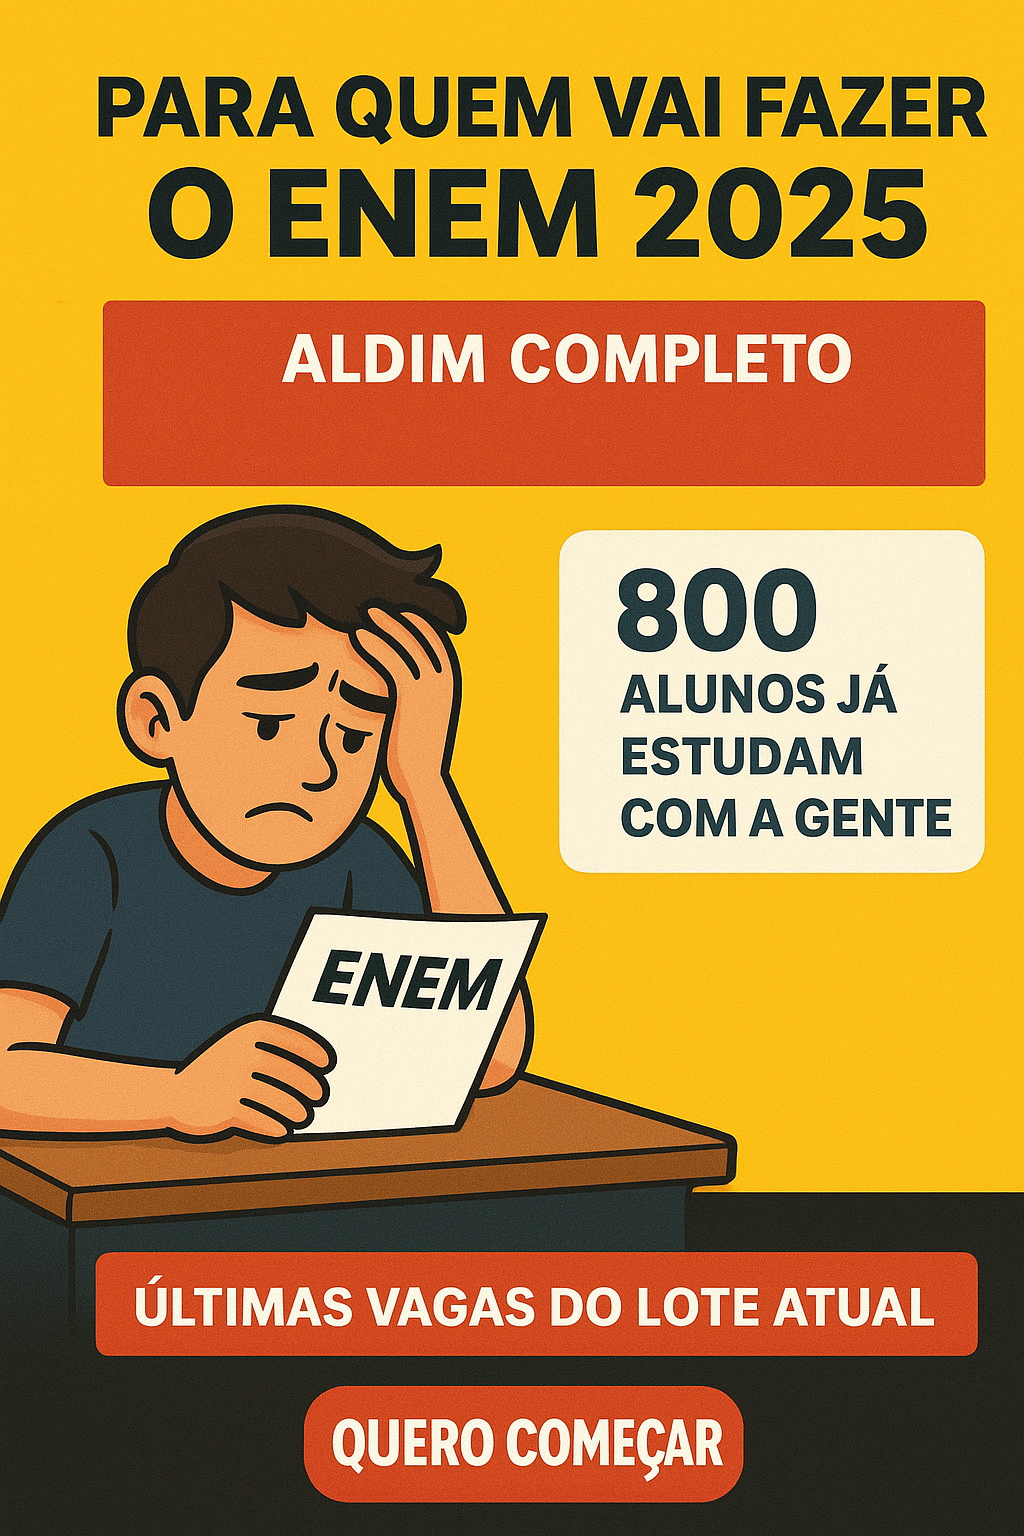 PARA QUEM VAI FAZER
O ENEM 2025
ALDIM COMPLETO
800
ALUNOS JÁ
ESTUDAM
COM A GENTE
ENEM
ÚLTIMAS VAGAS DO LOTE ATUAL
QUERO COMEÇAR